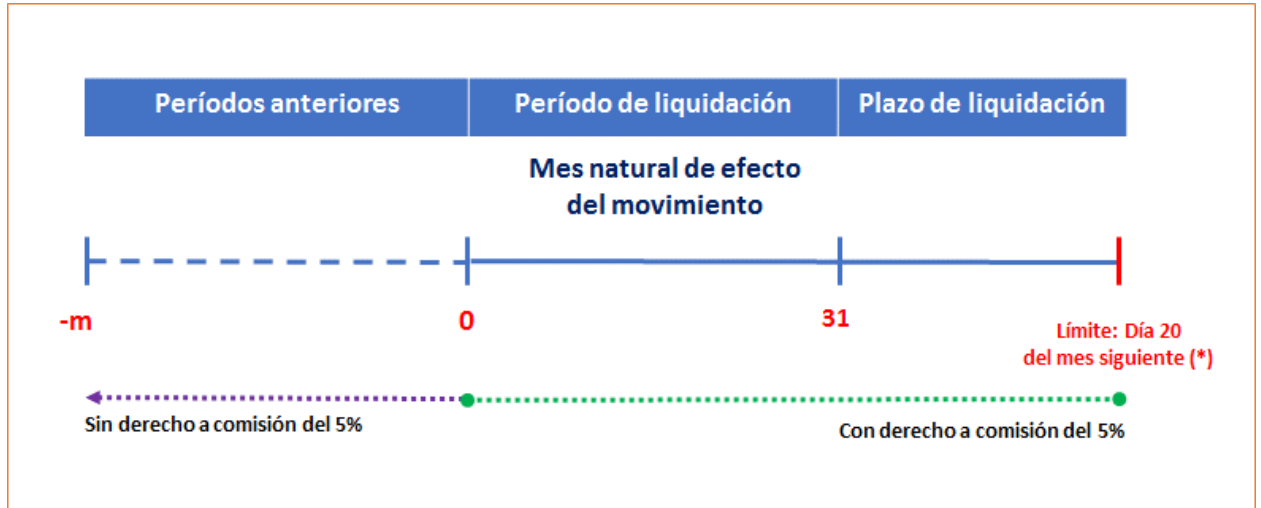 Períodos anteriores
Período de liquidación
Plazo de liquidación
Mes natural de efecto
del movimiento
-m
0
31
Límite: Día 20
del mes siguiente (*)
Sin derecho a comisión del 5%
Con derecho a comisión del 5%